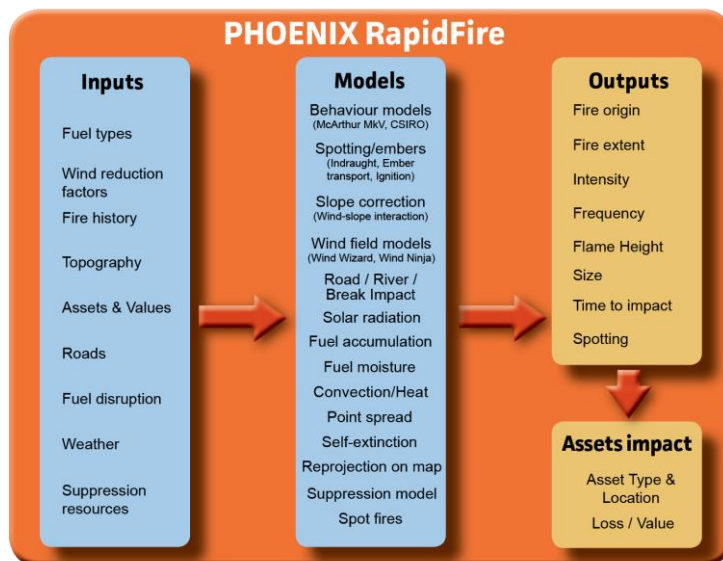 PHOENIX RapidFire
Inputs
Fuel types
Wind reduction
factors
Fire history
Topography
Assets & Values
Roads
Fuel disruption
Weather
Suppression
resources
Models
Behaviour models
(McArthur MkV, CSIRO)
Spotting/embers
(Indraught, Ember
transport, Ignition)
Slope correction
(Wind-slope interaction)
Wind field models
(Wind Wizard, Wind Ninja)
Road / River /
Break Impact
Solar radiation
Fuel accumulation
Fuel moisture
Convection/Heat
Point spread
Self-extinction
Reprojection on map
Suppression model
Spot fires
Outputs
Fire origin
Fire extent
Intensity
Frequency
Flame Height
Size
Time to impact
Spotting
Assets impact
Asset Type &
Location
Loss / Value